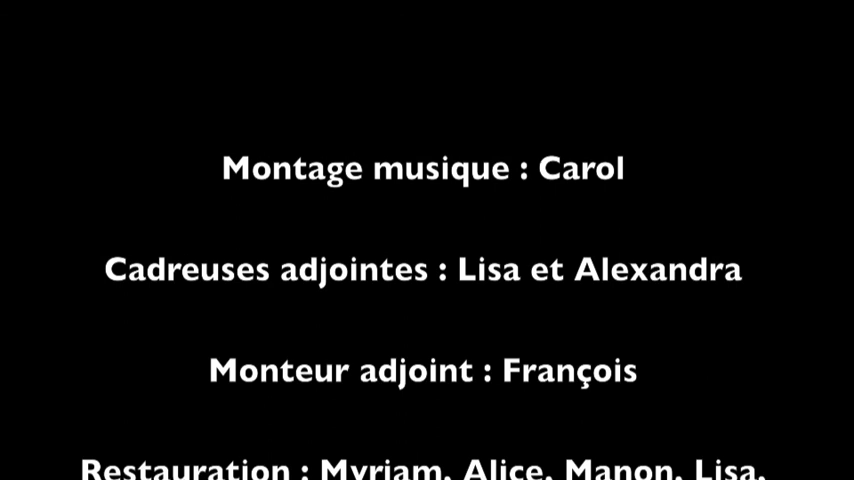 Montage musique : Carol
Cadreuses adjointes : Lisa et Alexandra
Monteur adjoint : François
Restauration : Myriam, Alice, Manon, Lisa,